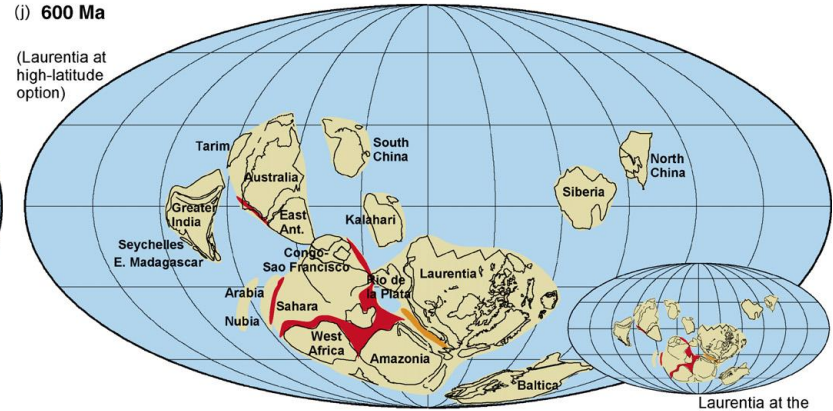 (j) 600 Ma
(Laurentia at
high-latitude
option)
Tarim
Australia
South
China
North
China
Siberia
Greater
India
East
Ant.
Kalahari
Seychelles
E. Madagascar
Congo-
Sao Francisco
Laurentia
Rio de
la Plata
Arabia
Nubia
Sahara
West
Africa
Amazonia
Baltica
Laurentia at the